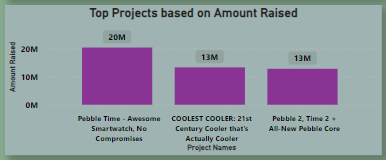 Top Projects based on Amount Raised
Amount Raised
20M
10M
0M
20M
13M
13M
Pebble Time - Awesome
Smartwatch, No
Compromises
COOLEST COOLER: 21st
Century Cooler that's
Actually Cooler
Pebble 2, Time 2 +
All-New Pebble Core
Project Names